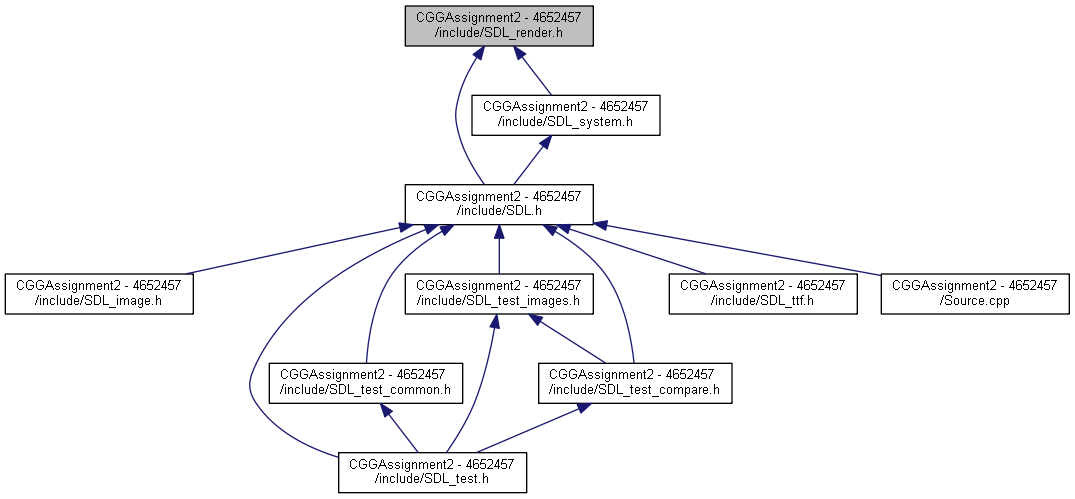 CGGAssignment2 - 4652457
/include/SDL_render.h
CGGAssignment2 - 4652457
/include/SDL_system.h
CGGAssignment2 - 4652457
/include/SDL.h
CGGAssignment2 - 4652457
/include/SDL_image.h
CGGAssignment2 - 4652457
/include/SDL_test_images.h
CGGAssignment2 - 4652457
/include/SDL_ttf.h
CGGAssignment2 - 4652457
/Source.cpp
CGGAssignment2 - 4652457
/include/SDL_test_common.h
CGGAssignment2 - 4652457
/include/SDL_test_compare.h
CGGAssignment2 - 4652457
/include/SDL_test.h